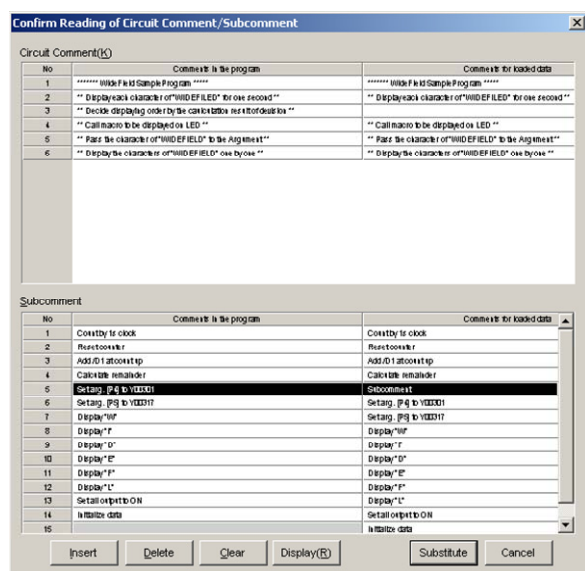 Confirm Reading of Circuit Comment/Subcomment
Circuit Comment(K)
No Comments in the program Comments for loaded data
1 ******* WideField Sample Program ***** ******* WideField Sample Program *****
2 ** Display each character of "WIDEFILED" for one second ** ** Display each character of "WIDEFILED" for one second **
3 ** Decide displaying order by the result of **
4 ** Call macro to be displayed on LED ** ** Call macro to be displayed on LED **
5 ** Pass the character of "WIDEFIELD" to the Argument ** ** Pass the character of "WIDEFIELD" to the Argument **
6 ** Display the characters of "WIDEFIELD" one by one ** ** Display the characters of "WIDEFIELD" one by one **
Subcomment
No Comments in the program Comments for loaded data
1 Count by 1s clock Count by 1s clock
2 Reset counter Reset counter
3 Add /D1 at count up Add /D1 at count up
4 Calculate remainder Calculate remainder
5 Set arg. [P4] to Y00301 Subcomment
6 Set arg. [P5] to Y00317 Set arg. [P4] to Y00301
7 Display "W" Set arg. [P5] to Y00317
8 Display "I" Display "W"
9 Display "D" Display "I"
10 Display "E" Display "D"
11 Display "F" Display "E"
12 Display "L" Display "F"
13 Set all output to ON Display "L"
14 Initialize data Set all output to ON
15 Initialize data
Insert Delete Clear Display(R) Substitute Cancel